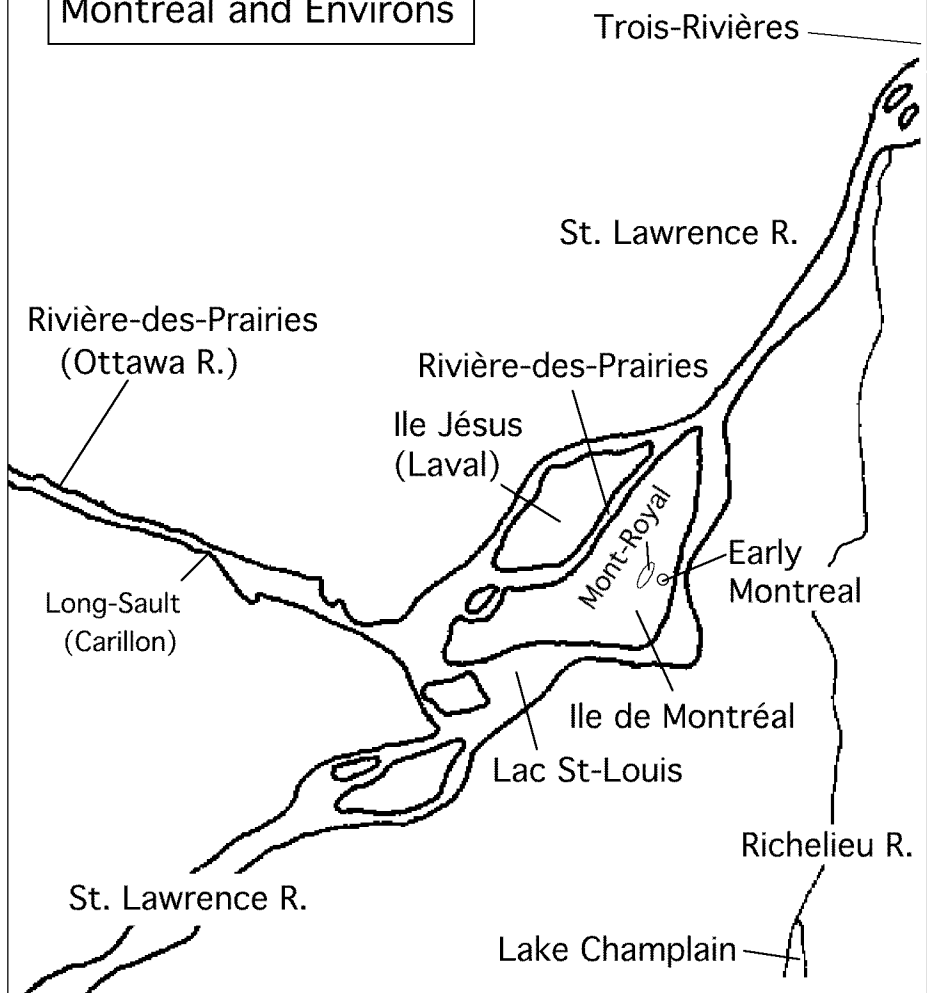 Montreal and Environs
Trois-Rivières
St. Lawrence R.
Rivière-des-Prairies
(Ottawa R.)
Rivière-des-Prairies
Ile Jésus
(Laval)
Mont-Royal
Early
Montreal
Long-Sault
(Carillon)
Ile de Montréal
Lac St-Louis
Richelieu R.
St. Lawrence R.
Lake Champlain